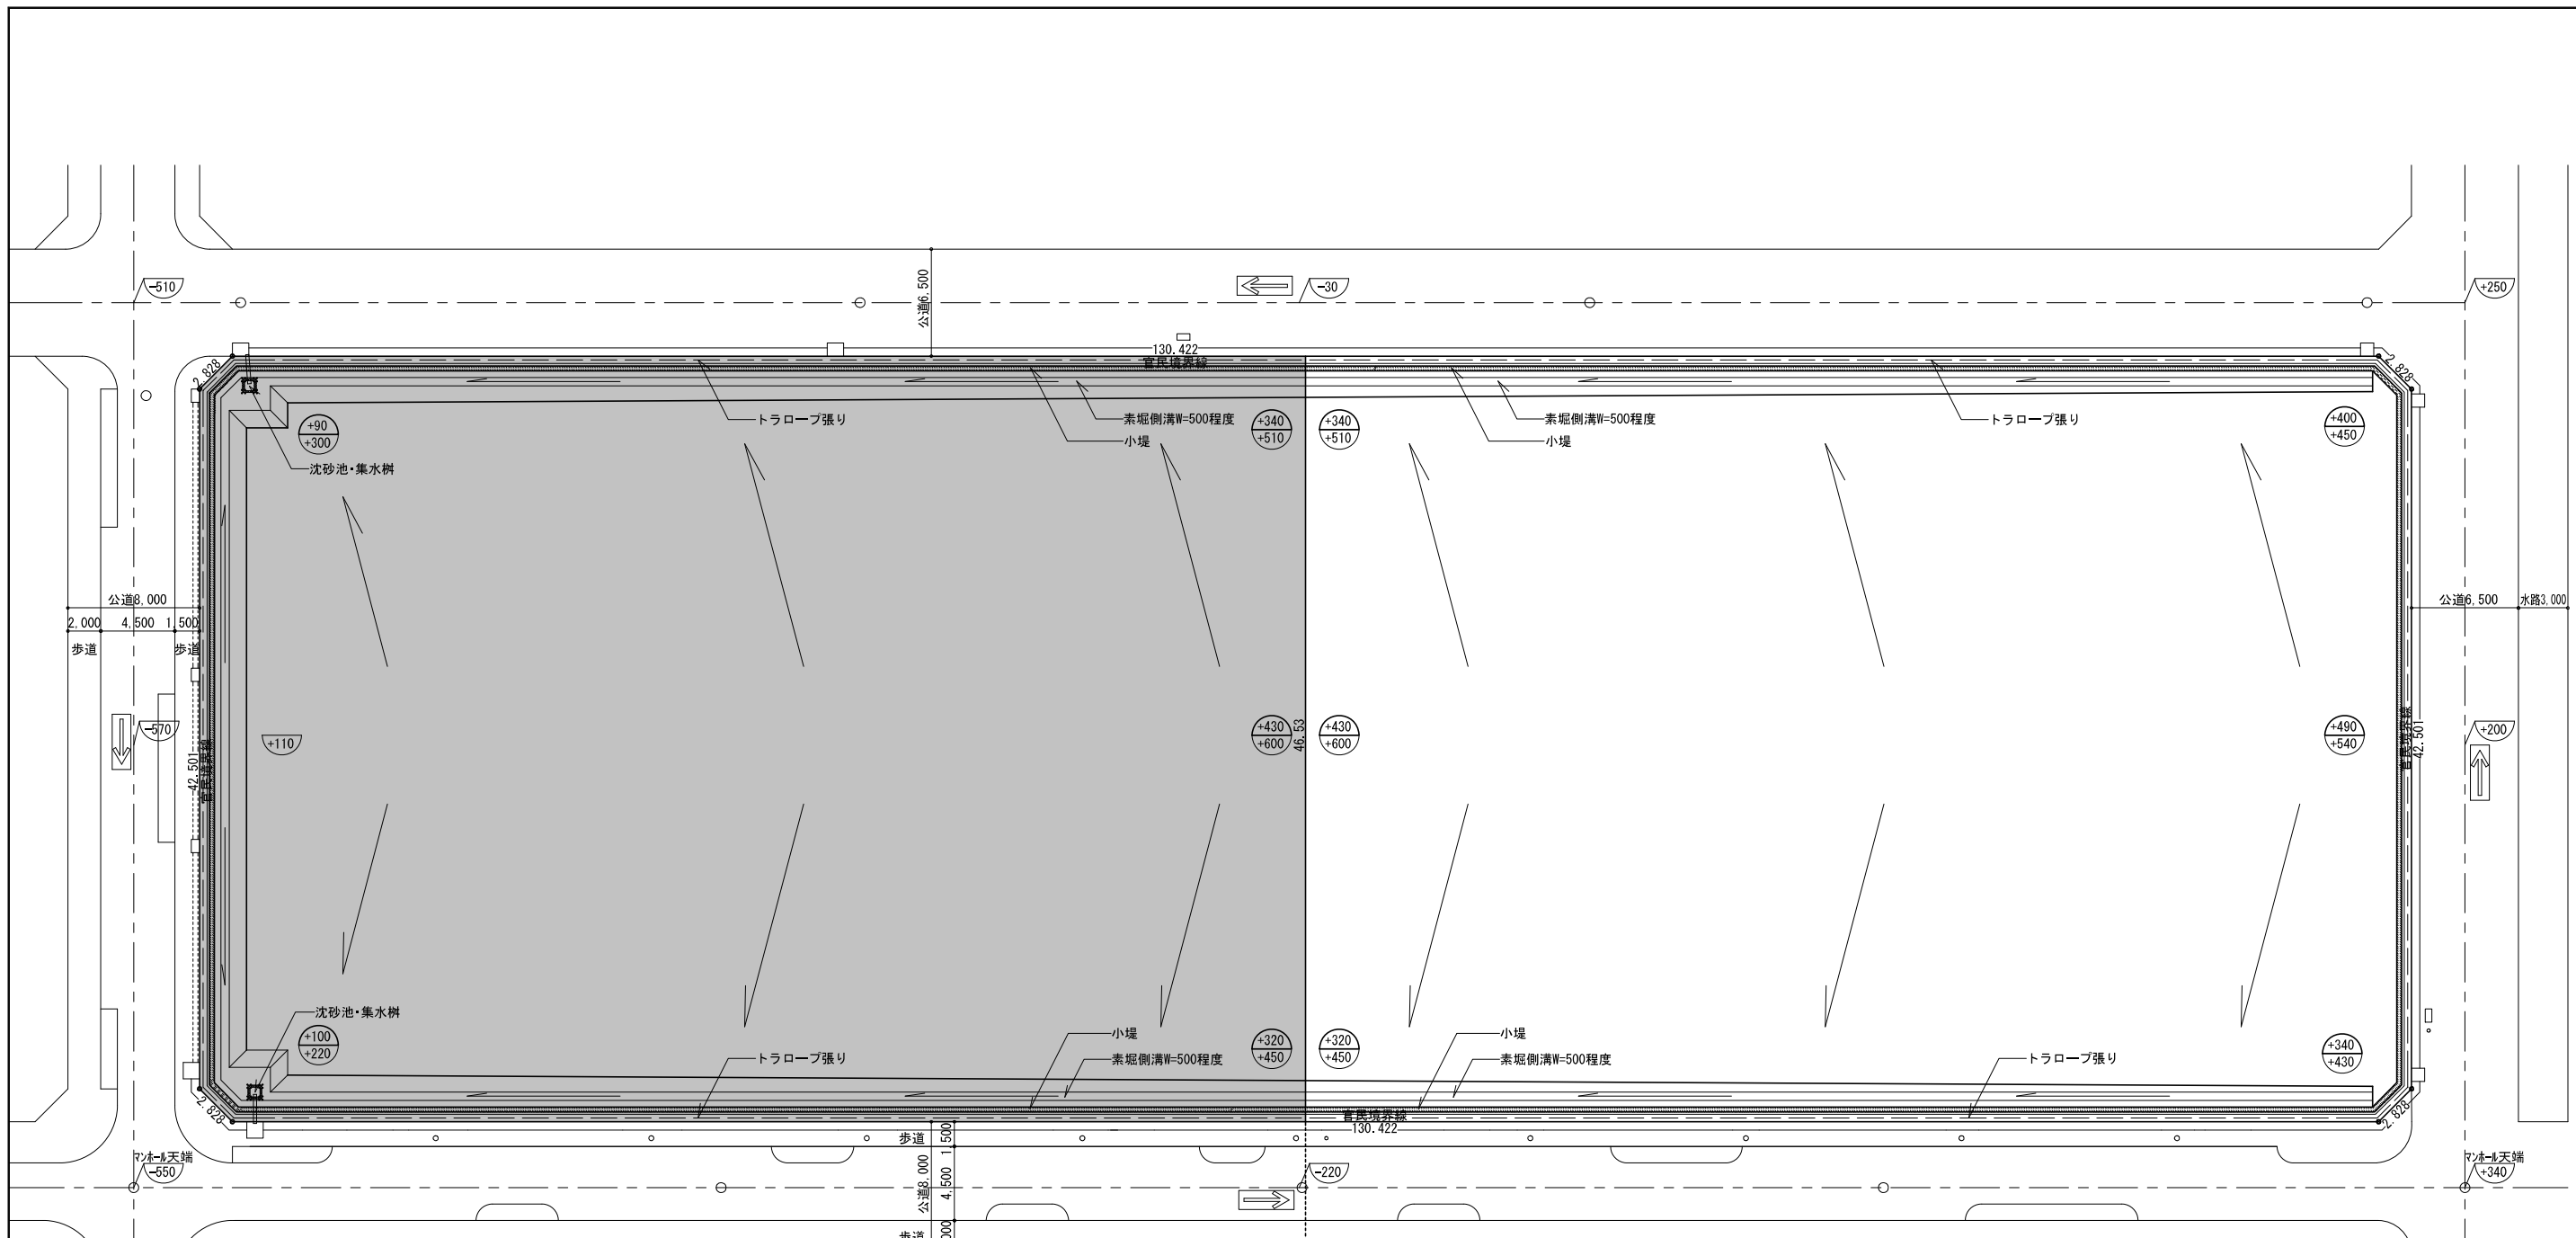 -510
公道6,500
-30
+250
2.828
130.422
官民境界線
2.828
トラロープ張り
素堀側溝W=500程度
小堤
素堀側溝W=500程度
小堤
トラロープ張り
+90
+300
+340
+510
+340
+510
+400
+450
沈砂池・集水桝
公道8,000
2,000
4,500
1,500
歩道
歩道
公道6,500
水路3,000
-570
+110
42.501
官民境界線
+430
+600
46.53
+430
+600
+490
+540
官民境界線
42.501
+200
沈砂池・集水桝
+100
+220
トラロープ張り
小堤
素堀側溝W=500程度
+320
+450
+320
+450
小堤
素堀側溝W=500程度
トラロープ張り
+340
+430
2.828
官民境界線
130.422
2.828
歩道
1,500
マンホール天端
-550
公道8,000
4,500
-220
マンホール天端
+340
歩道